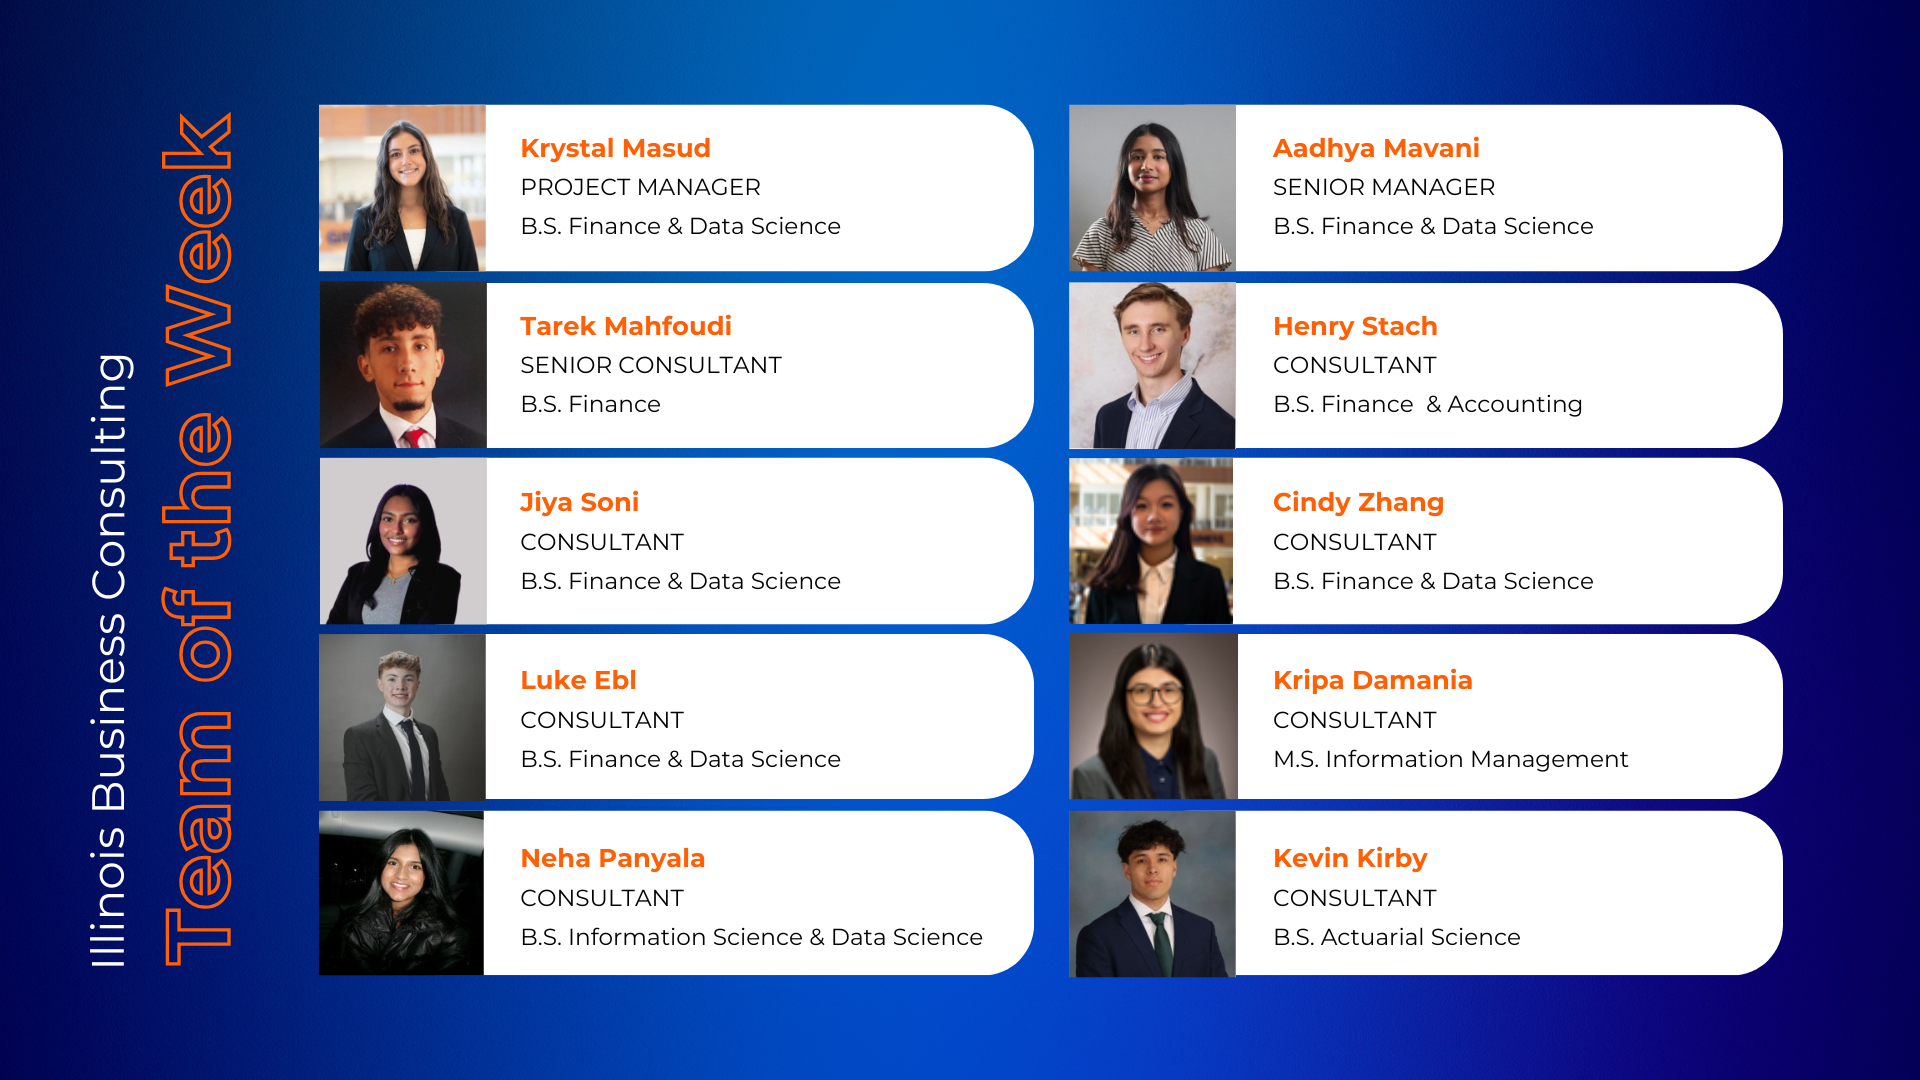 Illinois Business Consulting
Team of the Week
Krystal Masud
PROJECT MANAGER
B.S. Finance & Data Science
Tarek Mahfoudi
SENIOR CONSULTANT
B.S. Finance
Jiya Soni
CONSULTANT
B.S. Finance & Data Science
Luke Ebl
CONSULTANT
B.S. Finance & Data Science
Neha Panyala
CONSULTANT
B.S. Information Science & Data Science
Aadhya Mavani
SENIOR MANAGER
B.S. Finance & Data Science
Henry Stach
CONSULTANT
B.S. Finance  & Accounting
Cindy Zhang
CONSULTANT
B.S. Finance & Data Science
Kripa Damania
CONSULTANT
M.S. Information Management
Kevin Kirby
CONSULTANT
B.S. Actuarial Science